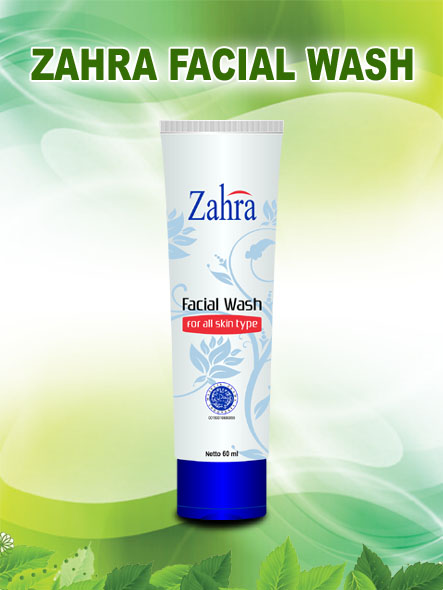 ZAHRA FACIAL WASH
Zahra
Facial Wash
for all skin type
Netto 60 ml